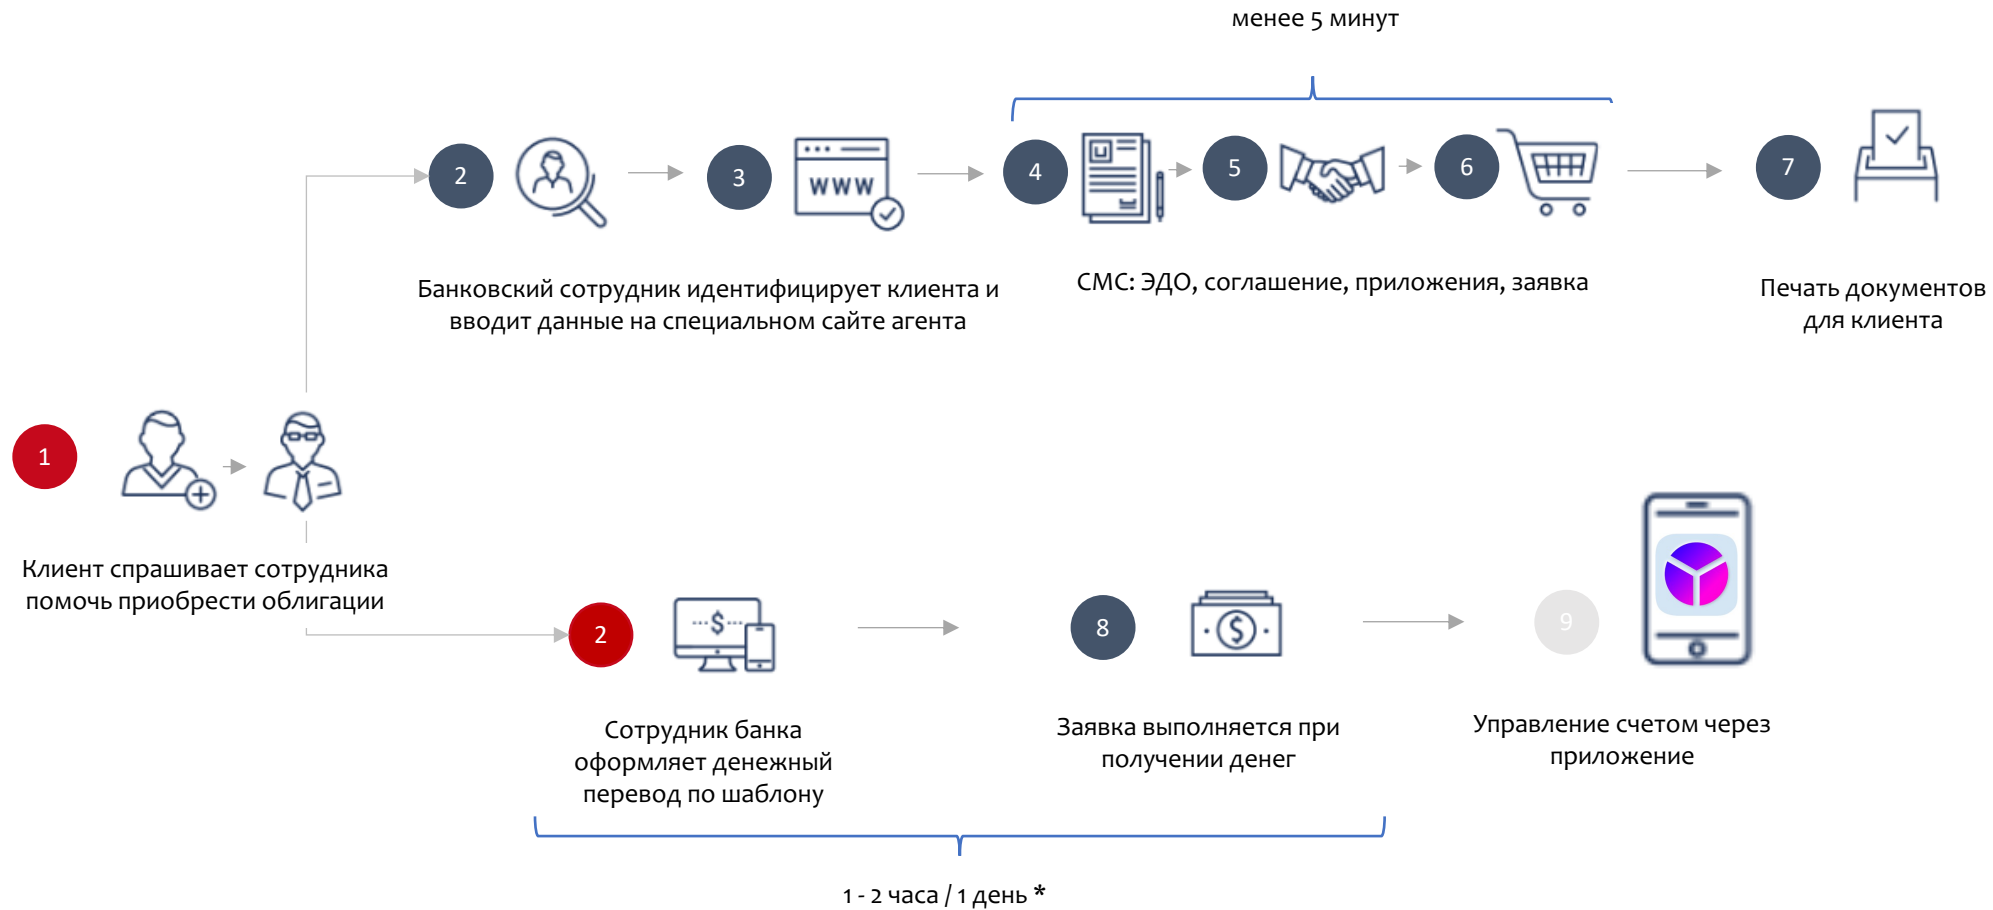 менее 5 минут
2
3
WWW
4
5
6
7
Банковский сотрудник идентифицирует клиента и
вводит данные на специальном сайте агента
СМС: ЭДО, соглашение, приложения, заявка
Печать документов
для клиента
1
Клиент спрашивает сотрудника
помочь приобрести облигации
2
$
8
$
9
Сотрудник банка
оформляет денежный
перевод по шаблону
Заявка выполняется при
получении денег
Управление счетом через
приложение
1 - 2 часа / 1 день *